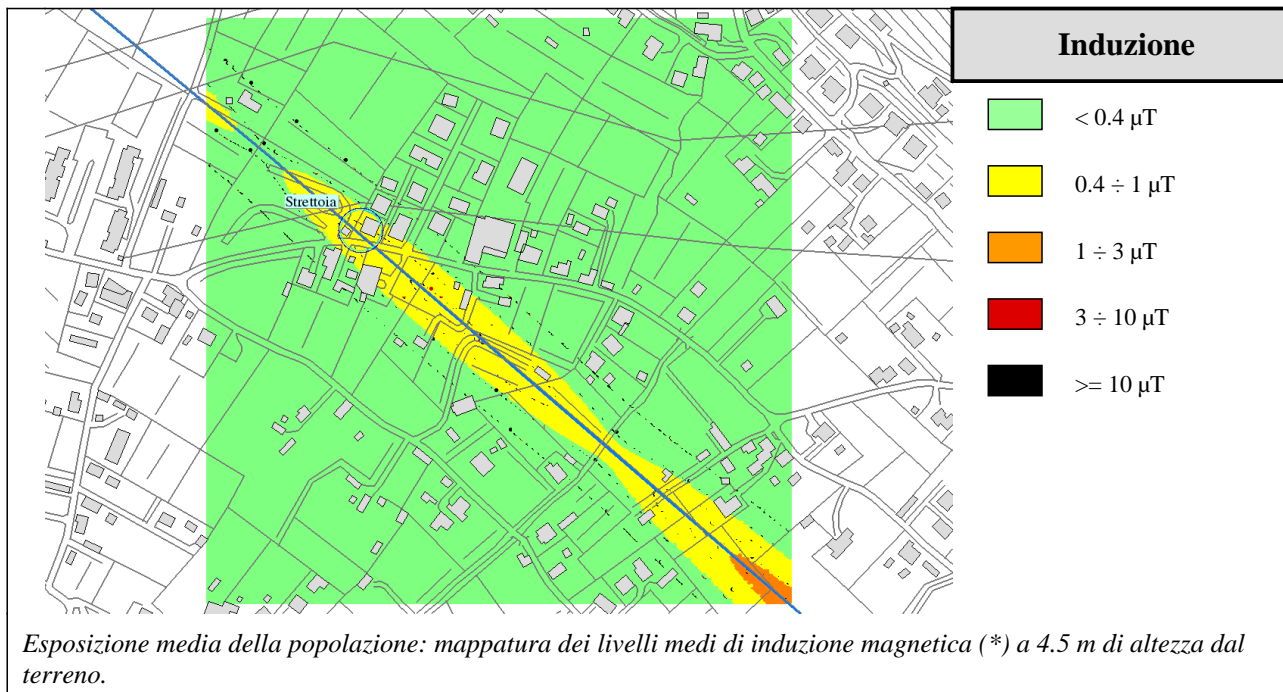 Induzione
< 0.4 µT
0.4 ÷ 1 µT
1 ÷ 3 µT
3 ÷ 10 µT
>= 10 µT
Strettoia
Esposizione media della popolazione: mappatura dei livelli medi di induzione magnetica (*) a 4.5 m di altezza dal
terreno.